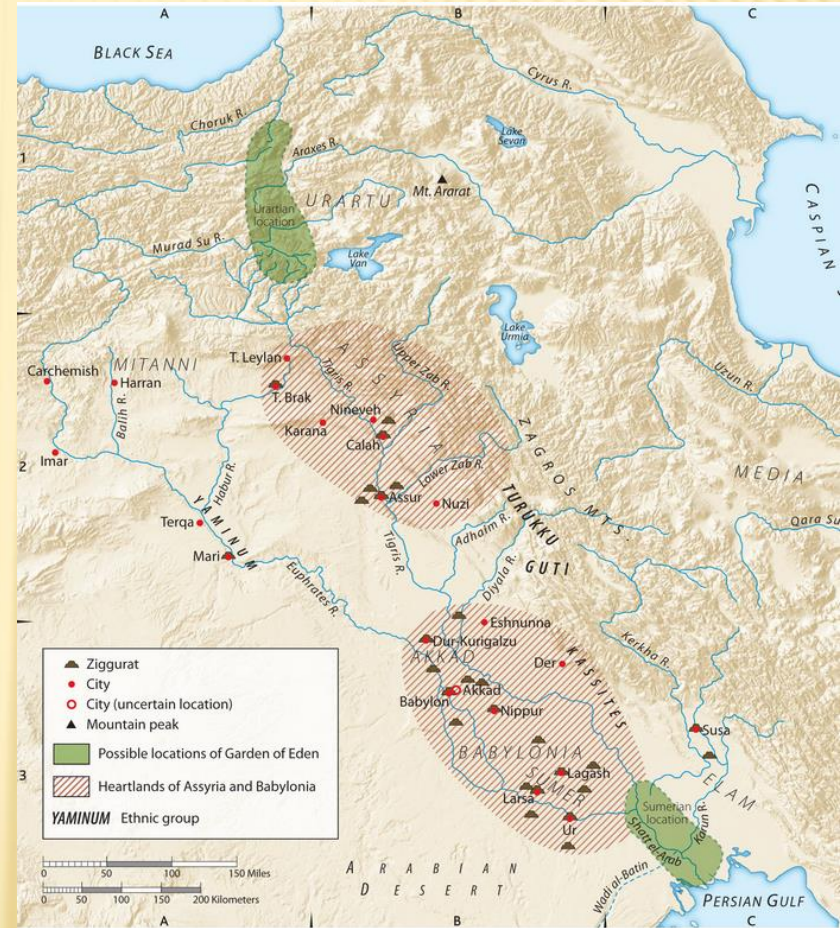 A
B
C
BLACK SEA
Cyrus R.
Choruk R.
Lake
Sevan
1
Araxes R.
Mt. Ararat
URARTU
Urartian
location
CASPIAN
Murad Su R.
Lake
Van
Lake
Urmia
ASSYRIA
Upper Zab R.
T. Leylan
MITANNI
Tigris R.
Uzun R.
Carchemish
Harran
T. Brak
Balih R.
Nineveh
Karana
Calah
ZAGROS MTS.
2
Imar
Lower Zab R.
MEDIA
Habur R.
Assur
Nuzi
TURUKKU
YAMINUM
Terqa
Adhaim R.
Qara Su
Mari
Tigris R.
GUTI
Diyala R.
Euphrates R.
Eshnunna
Dur-Kurigalzu
Kerkha R.
AKKAD
Der
KASSITES
Akkad
Babylon
Nippur
Susa
BABYLONIA
3
Lagash
SUMER
ELAM
Larsa
Sumerian
location
Karun R.
Ur
Shatt el-Arab
Ziggurat
City
City (uncertain location)
Mountain peak
Possible locations of Garden of Eden
Heartlands of Assyria and Babylonia
YAMINUM Ethnic group
0 50 100 150 Miles
0 50 100 150 200 Kilometers
ARABIAN
DESERT
Wadi al-Batin
PERSIAN GULF
A
B
C